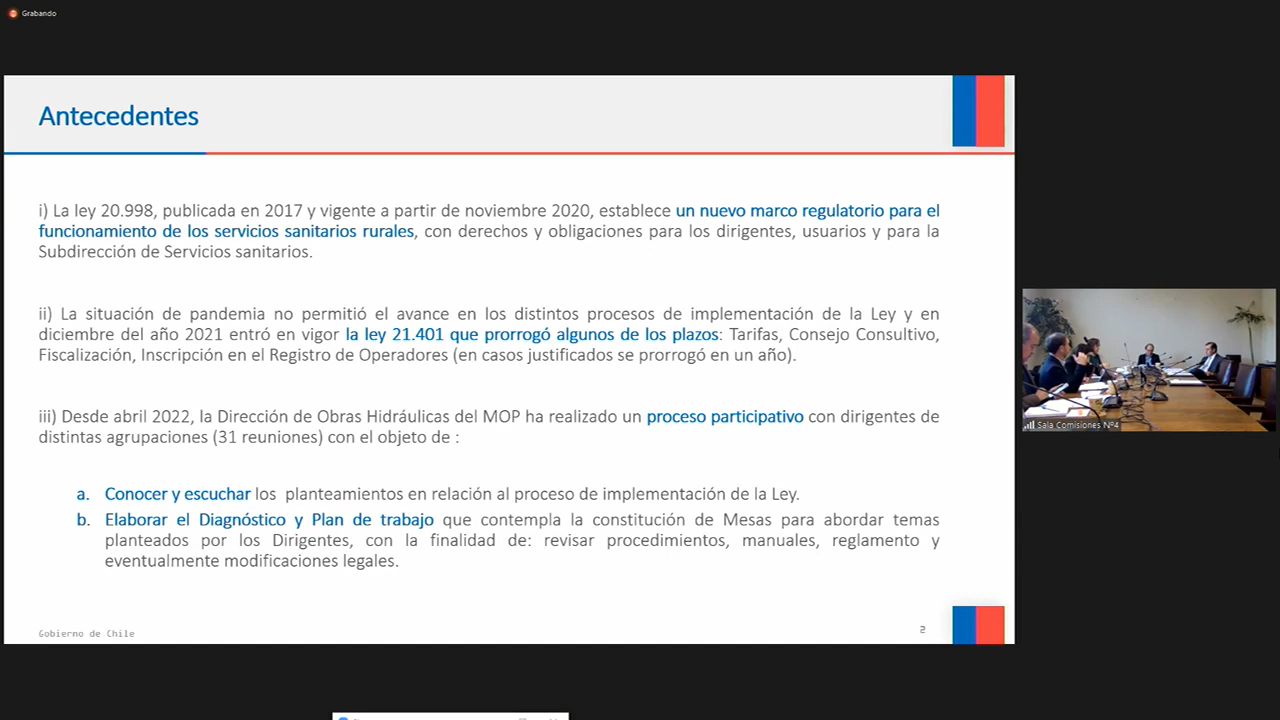 Grabando
Antecedentes
i) La ley 20.998, publicada en 2017 y vigente a partir de noviembre 2020, establece un nuevo marco regulatorio para el
funcionamiento de los servicios sanitarios rurales, con derechos y obligaciones para los dirigentes, usuarios y para la
Subdirección de Servicios sanitarios.
ii) La situación de pandemia no permitió el avance en los distintos procesos de implementación de la Ley y en
diciembre del año 2021 entró en vigor la ley 21.401 que prorrogó algunos de los plazos: Tarifas, Consejo Consultivo,
Fiscalización, Inscripción en el Registro de Operadores (en casos justificados se prorrogó en un año).
iii) Desde abril 2022, la Dirección de Obras Hidráulicas del MOP ha realizado un proceso participativo con dirigentes de
distintas agrupaciones (31 reuniones) con el objeto de :
a. Conocer y escuchar los planteamientos en relación al proceso de implementación de la Ley.
b. Elaborar el Diagnóstico y Plan de trabajo que contempla la constitución de Mesas para abordar temas
planteados por los Dirigentes, con la finalidad de: revisar procedimientos, manuales, reglamento y
eventualmente modificaciones legales.
Gobierno de Chile
2
Sala Comisiones Nº4